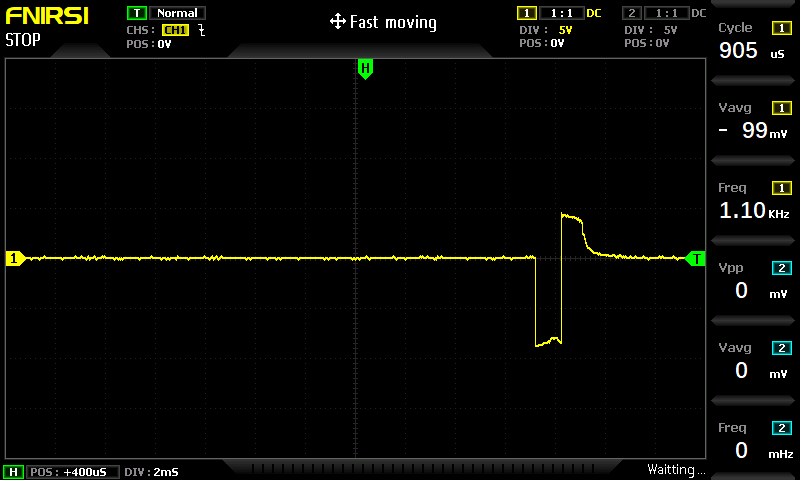 FNIRSI
STOP
T Normal
CHS: CH1
POS:0V
Fast moving
1 1:1 DC
DIV: 5V
POS:0V
2 1:1 DC
DIV: 5V
POS:0V
H
1
T
Cycle 1
905 uS
Vavg 1
- 99 mV
Freq 1
1.10 KHz
Vpp 2
0 mV
Vavg 2
0 mV
Freq 2
0 mHz
H POS: +400uS DIV:2mS
Waitting...